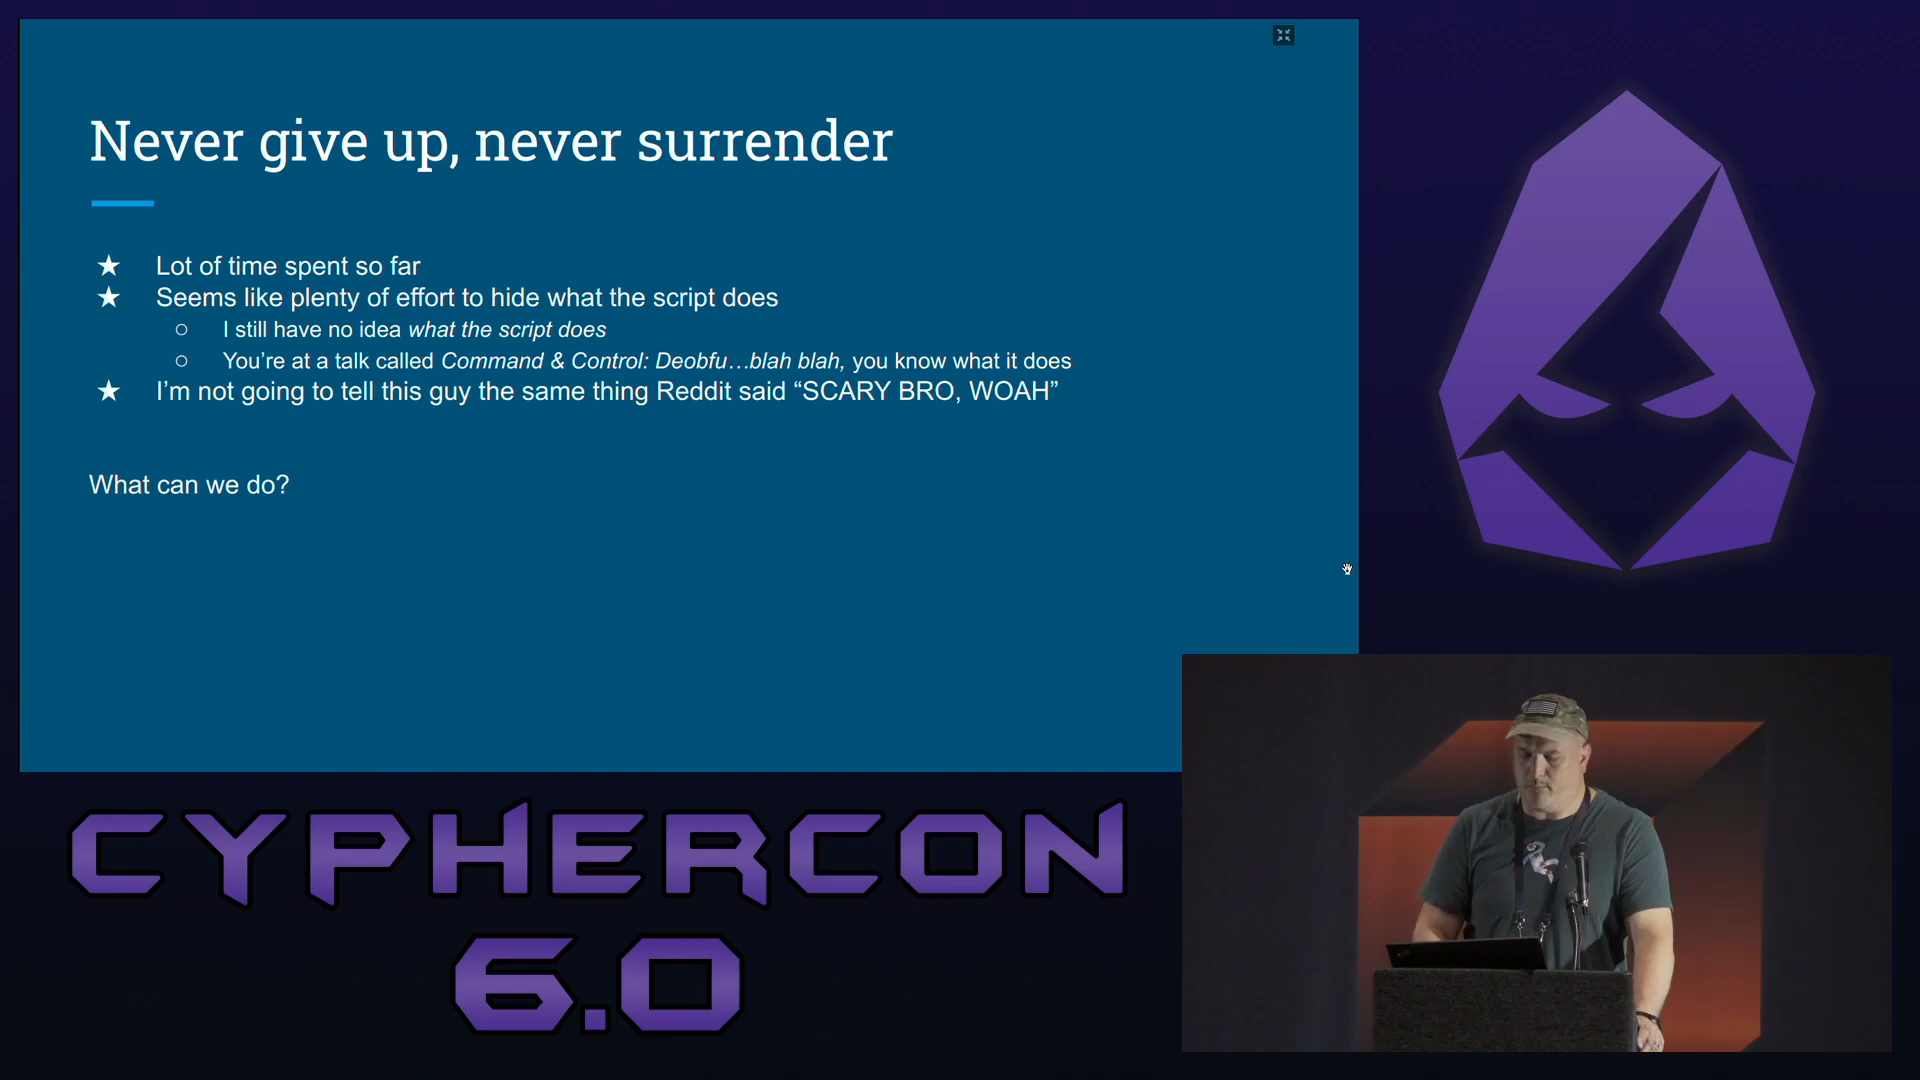 Never give up, never surrender
★ Lot of time spent so far
★ Seems like plenty of effort to hide what the script does
○ I still have no idea what the script does
○ You’re at a talk called Command & Control: Deobfu…blah blah, you know what it does
★ I’m not going to tell this guy the same thing Reddit said “SCARY BRO, WOAH”
What can we do?
CYPHERCON
6.0